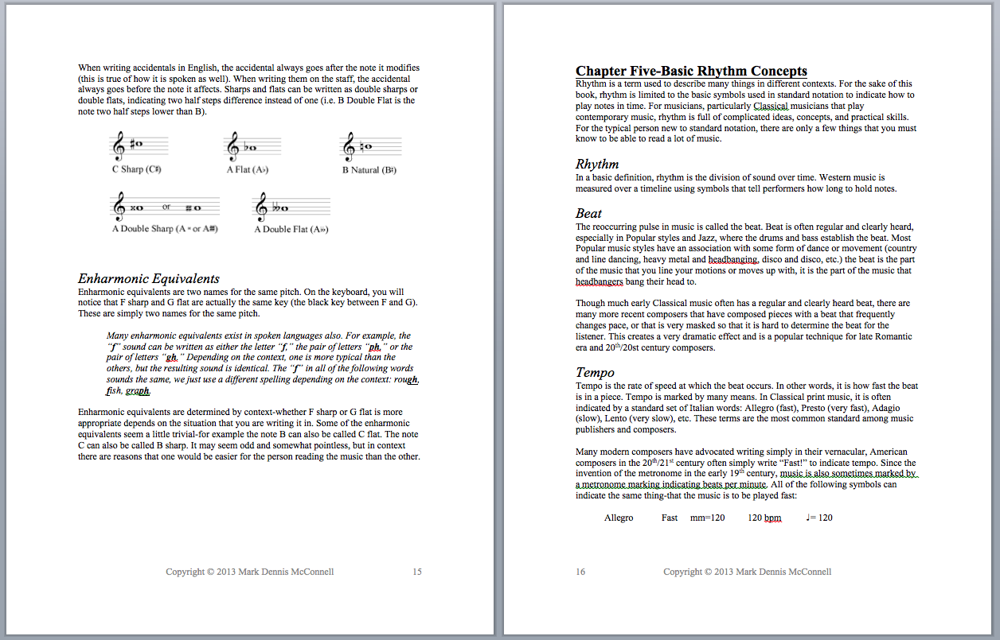 When writing accidentals in English, the accidental always goes after the note it modifies
(this is true of how it is spoken as well). When writing them on the staff, the accidental
always goes before the note it affects. Sharps and flats can be written as double sharps or
double flats, indicating two half steps difference instead of one (i.e. B Double Flat is the
note two half steps lower than B).
C Sharp (C♯) A Flat (A♭) B Natural (B♮)
or
A Double Sharp (A𝄪 or A♯♯) A Double Flat (A♭♭)
Enharmonic Equivalents
Enharmonic equivalents are two names for the same pitch. On the keyboard, you will
notice that F sharp and G flat are actually the same key (the black key between F and G).
These are simply two names for the same pitch.
Many enharmonic equivalents exist in spoken languages also. For example, the
“f” sound can be written as either the letter “f,” the pair of letters “ph,” or the
pair of letters “gh.” Depending on the context, one is more typical than the
others, but the resulting sound is identical. The “f” in all of the following words
sounds the same, we just use a different spelling depending on the context: rough,
fish, graph.
Enharmonic equivalents are determined by context-whether F sharp or G flat is more
appropriate depends on the situation that you are writing it in. Some of the enharmonic
equivalents seem a little trivial-for example the note B can also be called C flat. The note
C can also be called B sharp. It may seem odd and somewhat pointless, but in context
there are reasons that one would be easier for the person reading the music than the other.
Copyright © 2013 Mark Dennis McConnell 15
Chapter Five-Basic Rhythm Concepts
Rhythm is a term used to describe many things in different contexts. For the sake of this
book, rhythm is limited to the basic symbols used in standard notation to indicate how to
play notes in time. For musicians, particularly Classical musicians that play
contemporary music, rhythm is full of complicated ideas, concepts, and practical skills.
For the typical person new to standard notation, there are only a few things that you must
know to be able to read a lot of music.
Rhythm
In a basic definition, rhythm is the division of sound over time. Western music is
measured over a timeline using symbols that tell performers how long to hold notes.
Beat
The reoccurring pulse in music is called the beat. Beat is often regular and clearly heard,
especially in Popular styles and Jazz, where the drums and bass establish the beat. Most
Popular music styles have an association with some form of dance or movement (country
and line dancing, heavy metal and headbanging, disco and disco, etc.) the beat is the part
of the music that you line your motions or moves up with, it is the part of the music that
headbangers bang their head to.
Though much early Classical music often has a regular and clearly heard beat, there are
many more recent composers that have composed pieces with a beat that frequently
changes pace, or that is very masked so that it is hard to determine the beat for the
listener. This creates a very dramatic effect and is a popular technique for late Romantic
era and 20th/20st century composers.
Tempo
Tempo is the rate of speed at which the beat occurs. In other words, it is how fast the beat
is in a piece. Tempo is marked by many means. In Classical print music, it is often
indicated by a standard set of Italian words: Allegro (fast), Presto (very fast), Adagio
(slow), Lento (very slow), etc. These terms are the most common standard among music
publishers and composers.
Many modern composers have advocated writing simply in their vernacular, American
composers in the 20th/21st century often simply write “Fast!” to indicate tempo. Since the
invention of the metronome in the early 19th century, music is also sometimes marked by
a metronome marking indicating beats per minute. All of the following symbols can
indicate the same thing-that the music is to be played fast:
Allegro Fast mm=120 120 bpm ♩= 120
16 Copyright © 2013 Mark Dennis McConnell